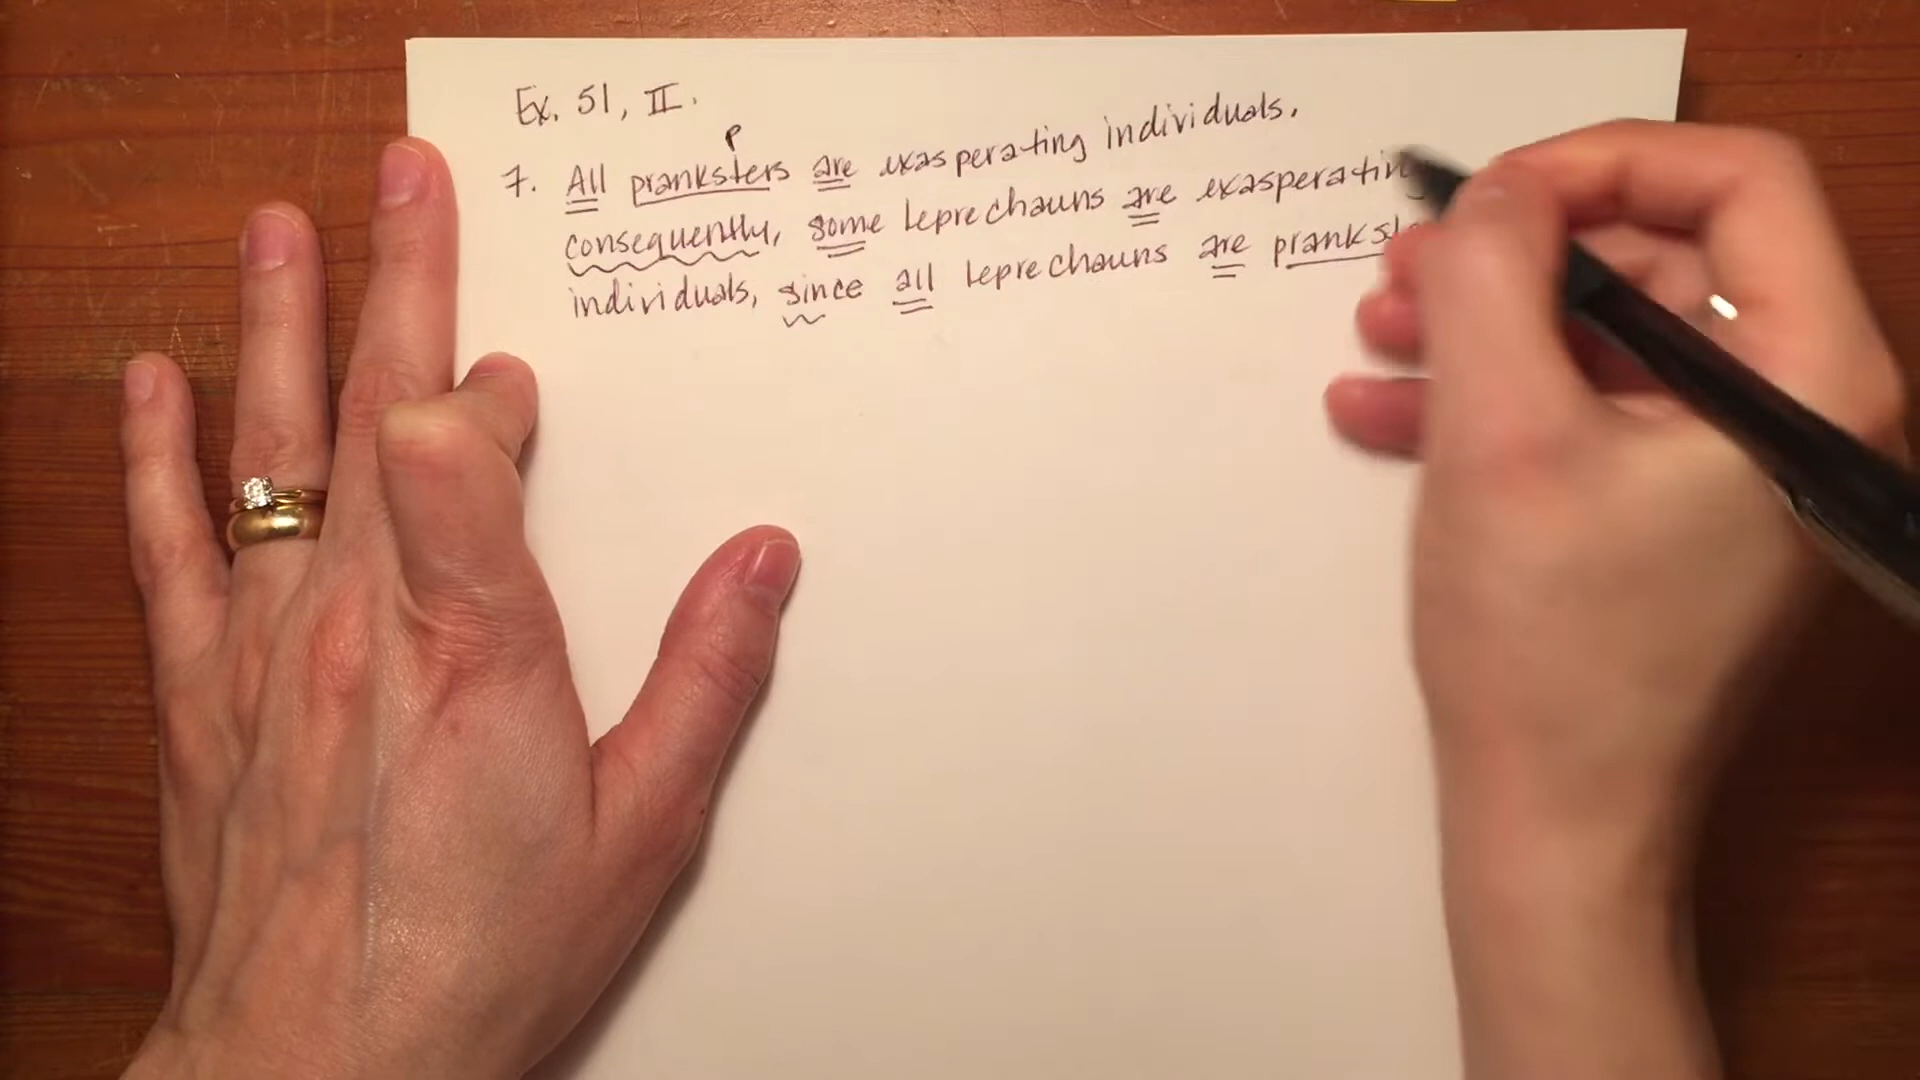 Ex. 51, II.
P
7. All pranksters are exasperating individuals.
consequently, some leprechauns are exasperating
individuals, since all leprechauns are